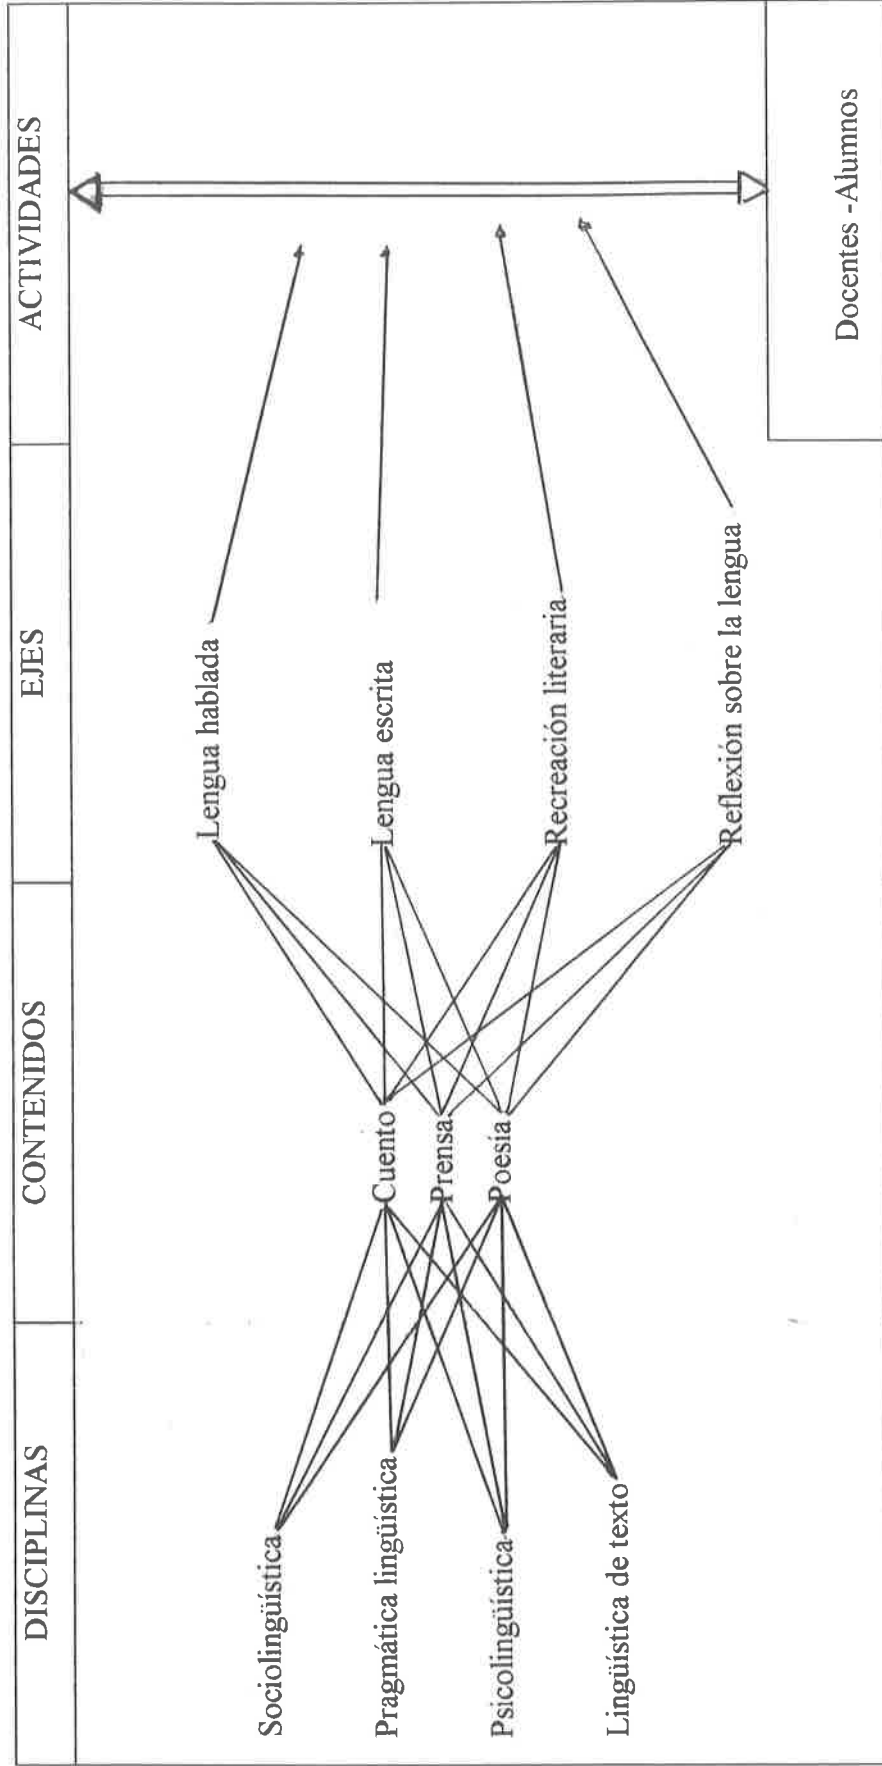 DISCIPLINAS
CONTENIDOS
EJES
ACTIVIDADES
Sociolingüística
Pragmática lingüística
Psicolingüística
Lingüística de texto
Cuento
Prensa
Poesía
Lengua hablada
Lengua escrita
Recreación literaria
Reflexión sobre la lengua
Docentes -Alumnos